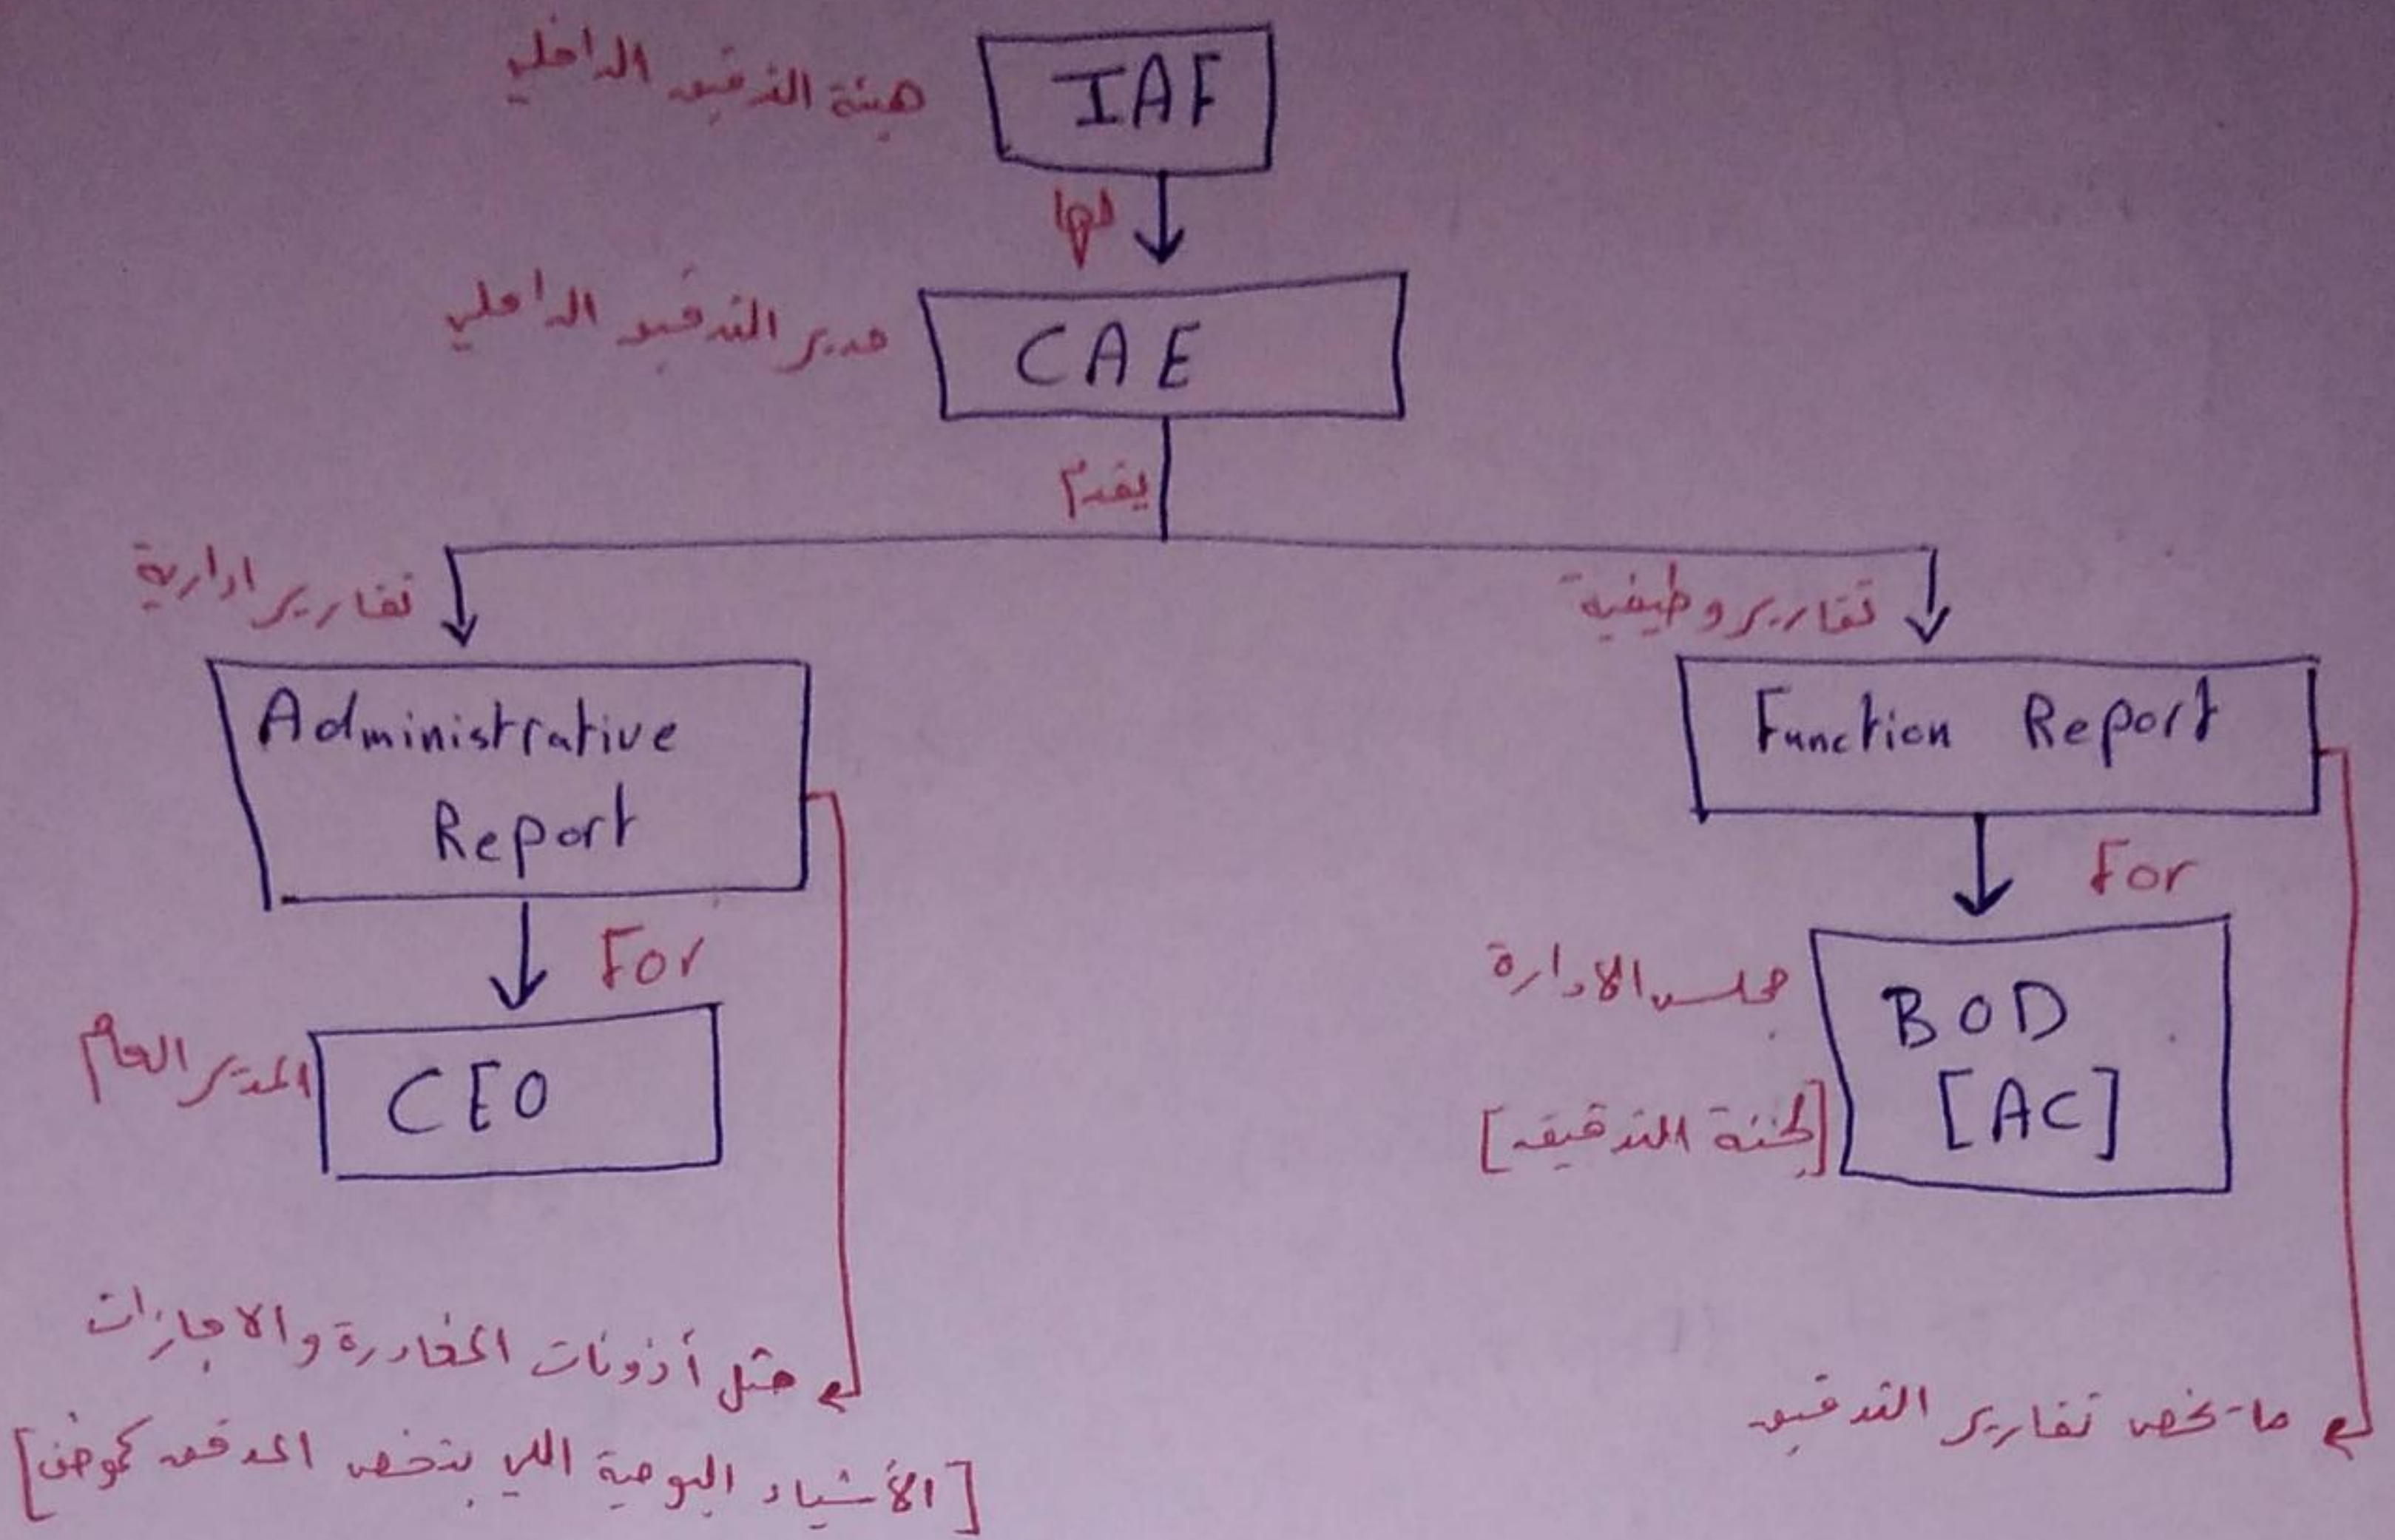 هيئة التدقيق الداخلي
IAF
لها
مدير التدقيق الداخلي
CAE
يقدم
تقارير ادارية
تقارير وظيفية
Administrative
Report
Function Report
For
For
المدير العام
CEO
مجلس الادارة
BOD
[لجنة التدقيق]
[AC]
مثل أذونات المغادرة والاجازات
[الأشياء اليومية اللي بتخص المدقق كموظف]
ما يخص تقارير التدقيق